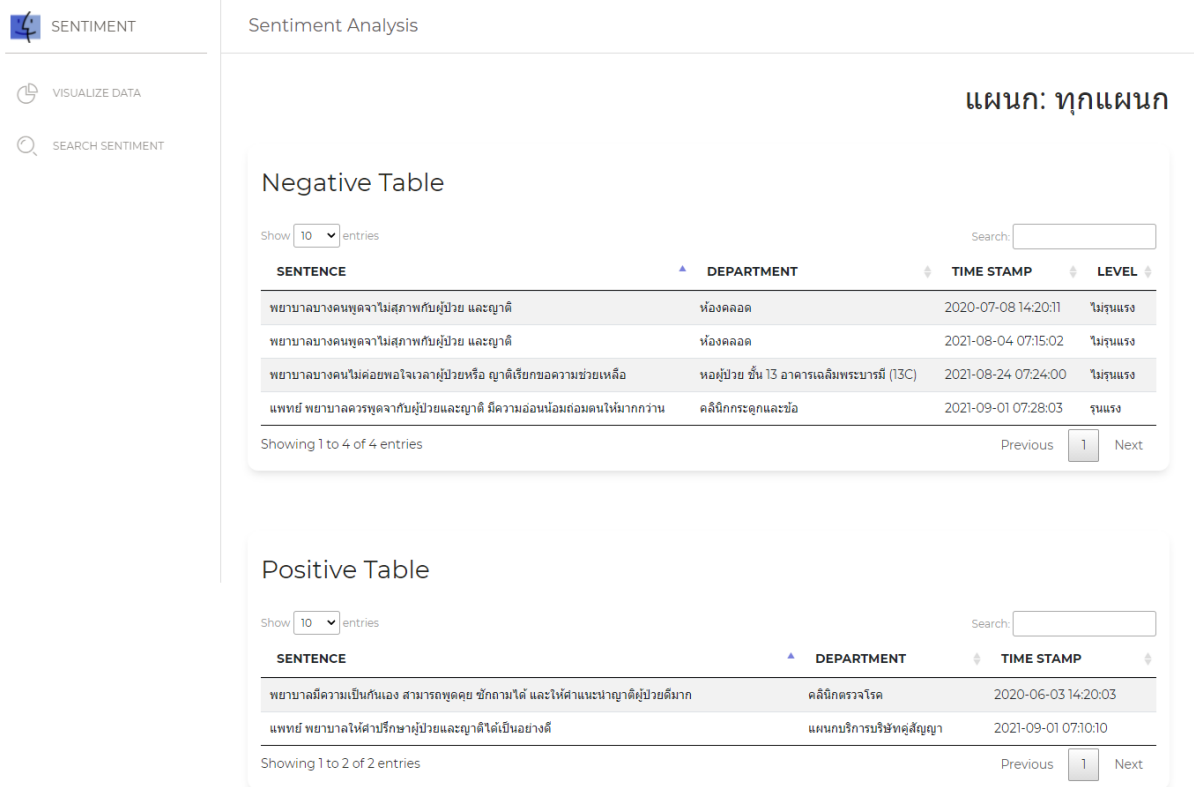 SENTIMENT
Sentiment Analysis
VISUALIZE DATA
SEARCH SENTIMENT
แผนก: ทุกแผนก
Negative Table
Show 10 entries Search:
SENTENCE DEPARTMENT TIME STAMP LEVEL
พยาบาลบางคนพูดจาไม่สุภาพกับผู้ป่วย และญาติ ห้องคลอด 2020-07-08 14:20:11 ไม่รุนแรง
พยาบาลบางคนพูดจาไม่สุภาพกับผู้ป่วย และญาติ ห้องคลอด 2021-08-04 07:15:02 ไม่รุนแรง
พยาบาลบางคนไม่ค่อยพอใจเวลาผู้ป่วยหรือ ญาติเรียกขอความช่วยเหลือ หอผู้ป่วย ชั้น 13 อาคารเฉลิมพระบารมี (13C) 2021-08-24 07:24:00 ไม่รุนแรง
แพทย์ พยาบาลควรพูดจากับผู้ป่วยและญาติ มีความอ่อนน้อมถ่อมตนให้มากกว่าน คลินิกกระดูกและข้อ 2021-09-01 07:28:03 รุนแรง
Showing 1 to 4 of 4 entries Previous 1 Next
Positive Table
Show 10 entries Search:
SENTENCE DEPARTMENT TIME STAMP
พยาบาลมีความเป็นกันเอง สามารถพูดคุย ซักถามได้ และให้คำแนะนำญาติผู้ป่วยดีมาก คลินิกตรวจโรค 2020-06-03 14:20:03
แพทย์ พยาบาลให้คำปรึกษาผู้ป่วยและญาติได้เป็นอย่างดี แผนกบริการบริษัทคู่สัญญา 2021-09-01 07:10:10
Showing 1 to 2 of 2 entries Previous 1 Next